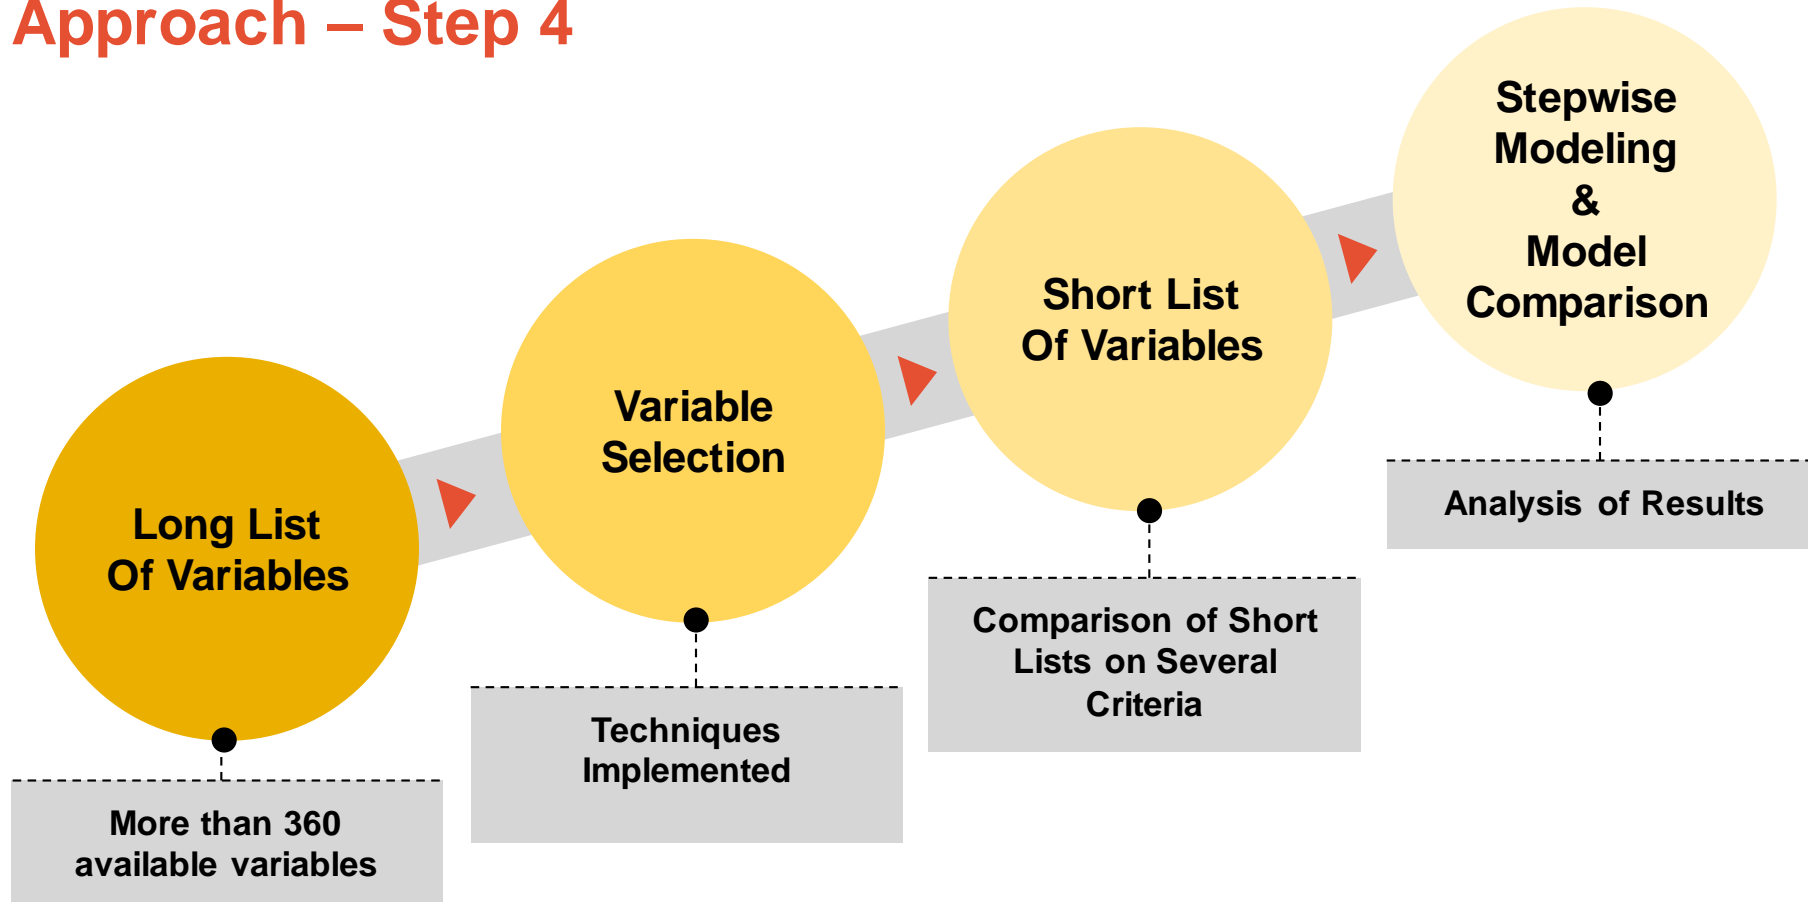 Approach – Step 4
Long List
Of Variables
More than 360
available variables
Variable
Selection
Techniques
Implemented
Short List
Of Variables
Comparison of Short
Lists on Several
Criteria
Stepwise
Modeling
&
Model
Comparison
Analysis of Results